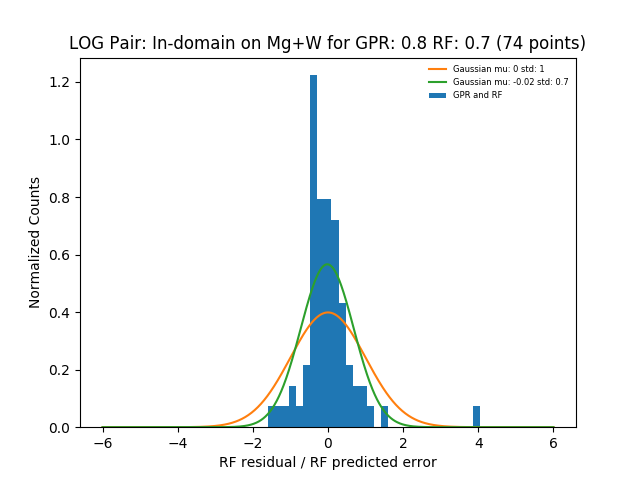 LOG Pair: In-domain on Mg+W for GPR: 0.8 RF: 0.7 (74 points)
Gaussian mu: 0 std: 1
Gaussian mu: -0.02 std: 0.7
GPR and RF
Normalized Counts
1.2
1.0
0.8
0.6
0.4
0.2
0.0
−6 −4 −2 0 2 4 6
RF residual / RF predicted error